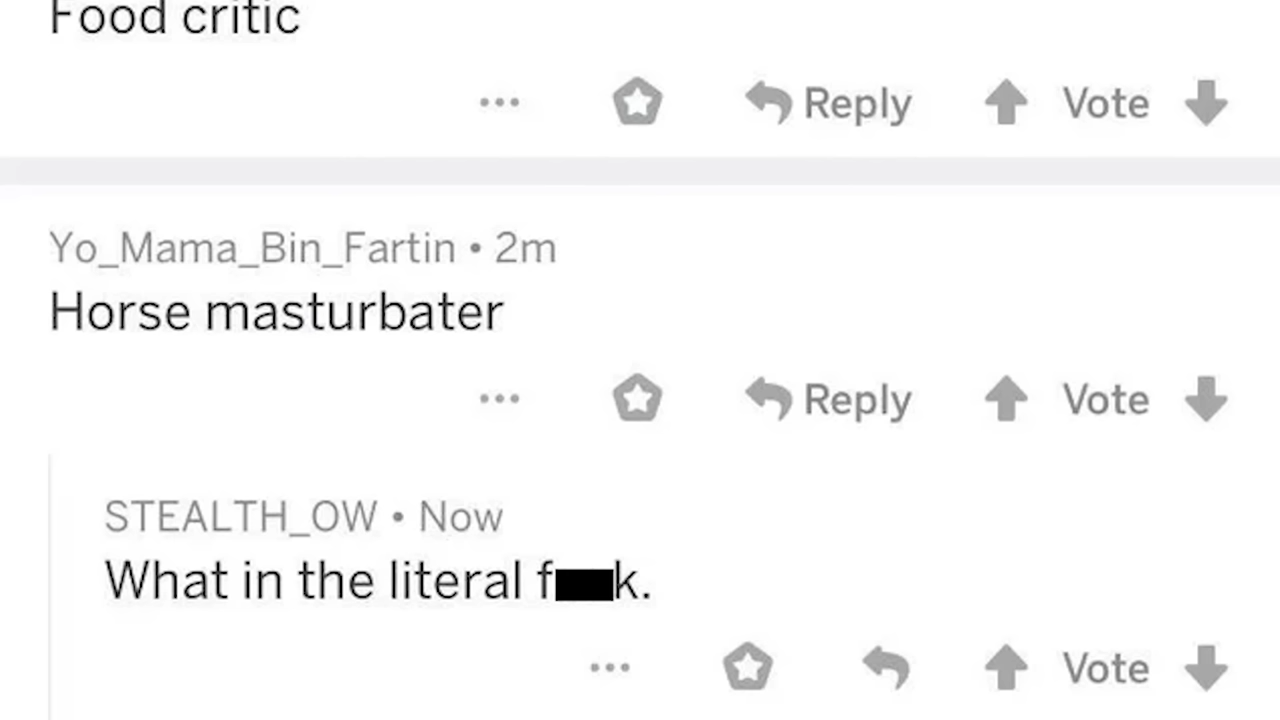 Food critic
... Reply Vote
Yo_Mama_Bin_Fartin • 2m
Horse masturbater
... Reply Vote
STEALTH_OW • Now
What in the literal f k.
... Vote